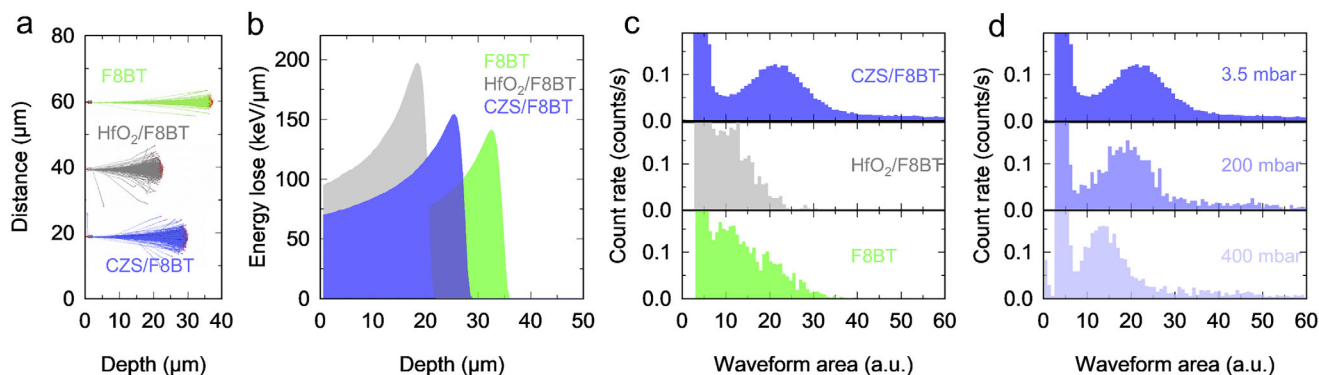 a
F8BT
HfO2/F8BT
CZS/F8BT
80
60
40
20
0
0 10 20 30 40
Distance (μm)
Depth (μm)
b
F8BT
HfO2/F8BT
CZS/F8BT
200
150
100
50
0
0 10 20 30 40 50
Energy lose (keV/μm)
Depth (μm)
c
CZS/F8BT
HfO2/F8BT
F8BT
0.1
0.0
0.1
0.0
0.1
0.0
0 10 20 30 40 50 60
Count rate (counts/s)
Waveform area (a.u.)
d
3.5 mbar
200 mbar
400 mbar
0.1
0.0
0.1
0.0
0.1
0.0
0 10 20 30 40 50 60
Count rate (counts/s)
Waveform area (a.u.)